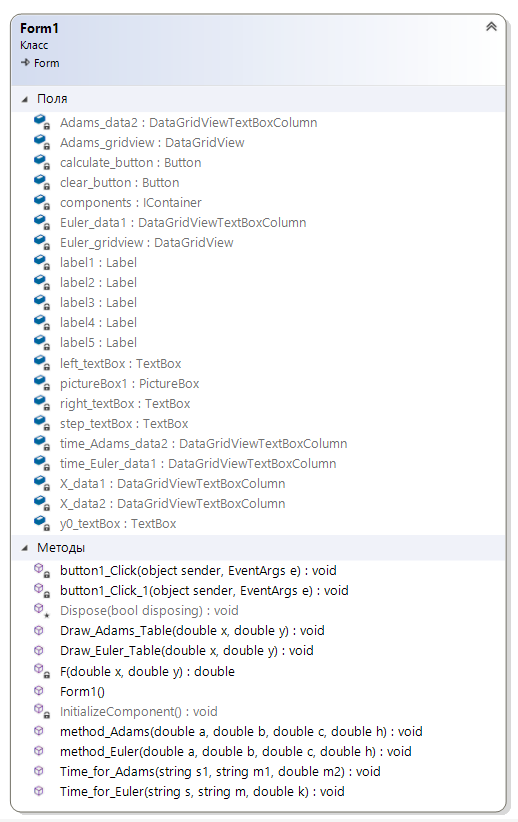 Form1
Класс
Form
Поля
Adams_data2 : DataGridViewTextBoxColumn
Adams_gridview : DataGridView
calculate_button : Button
clear_button : Button
components : IContainer
Euler_data1 : DataGridViewTextBoxColumn
Euler_gridview : DataGridView
label1 : Label
label2 : Label
label3 : Label
label4 : Label
label5 : Label
left_textBox : TextBox
pictureBox1 : PictureBox
right_textBox : TextBox
step_textBox : TextBox
time_Adams_data2 : DataGridViewTextBoxColumn
time_Euler_data1 : DataGridViewTextBoxColumn
X_data1 : DataGridViewTextBoxColumn
X_data2 : DataGridViewTextBoxColumn
y0_textBox : TextBox
Методы
button1_Click(object sender, EventArgs e) : void
button1_Click_1(object sender, EventArgs e) : void
Dispose(bool disposing) : void
Draw_Adams_Table(double x, double y) : void
Draw_Euler_Table(double x, double y) : void
F(double x, double y) : double
Form1()
InitializeComponent() : void
method_Adams(double a, double b, double c, double h) : void
method_Euler(double a, double b, double c, double h) : void
Time_for_Adams(string s1, string m1, double m2) : void
Time_for_Euler(string s, string m, double k) : void